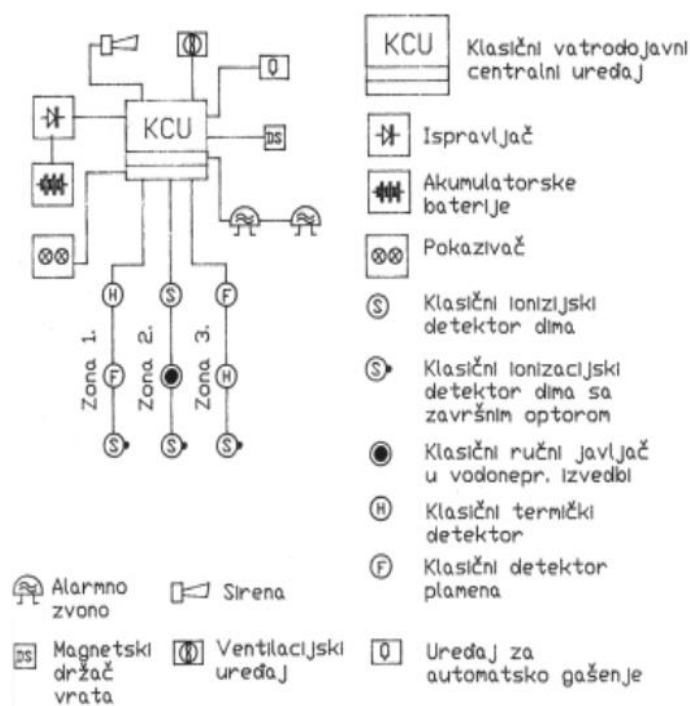 KCU
Q
DS
H
S
F
Zona 1.
Zona 2.
Zona 3.
F
H
S
S
S
KCU
Klasični vatrodojavni
centralni uređaj
Ispravljač
Akumulatorske
baterije
Pokazivač
S
Klasični ionizijski
detektor dima
S
Klasični ionizacijski
detektor dima sa
završnim optorom
Klasični ručni javljač
u vodonepr. izvedbi
H
Klasični termički
detektor
F
Klasični detektor
plamena
Alarmno
zvono
Sirena
DS
Magnetski
držač
vrata
Ventilacijski
uređaj
Q
Uređaj za
automatsko gašenje